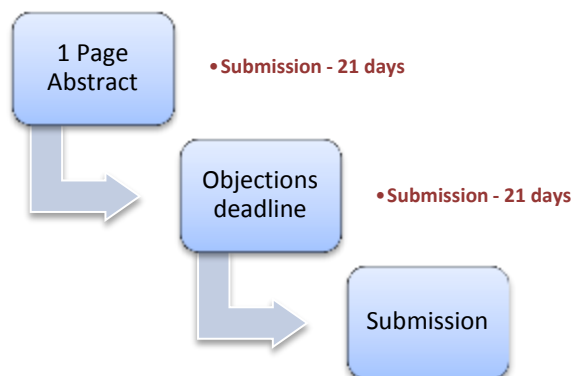 1 Page
Abstract
•Submission - 21 days
Objections
deadline
•Submission - 21 days
Submission